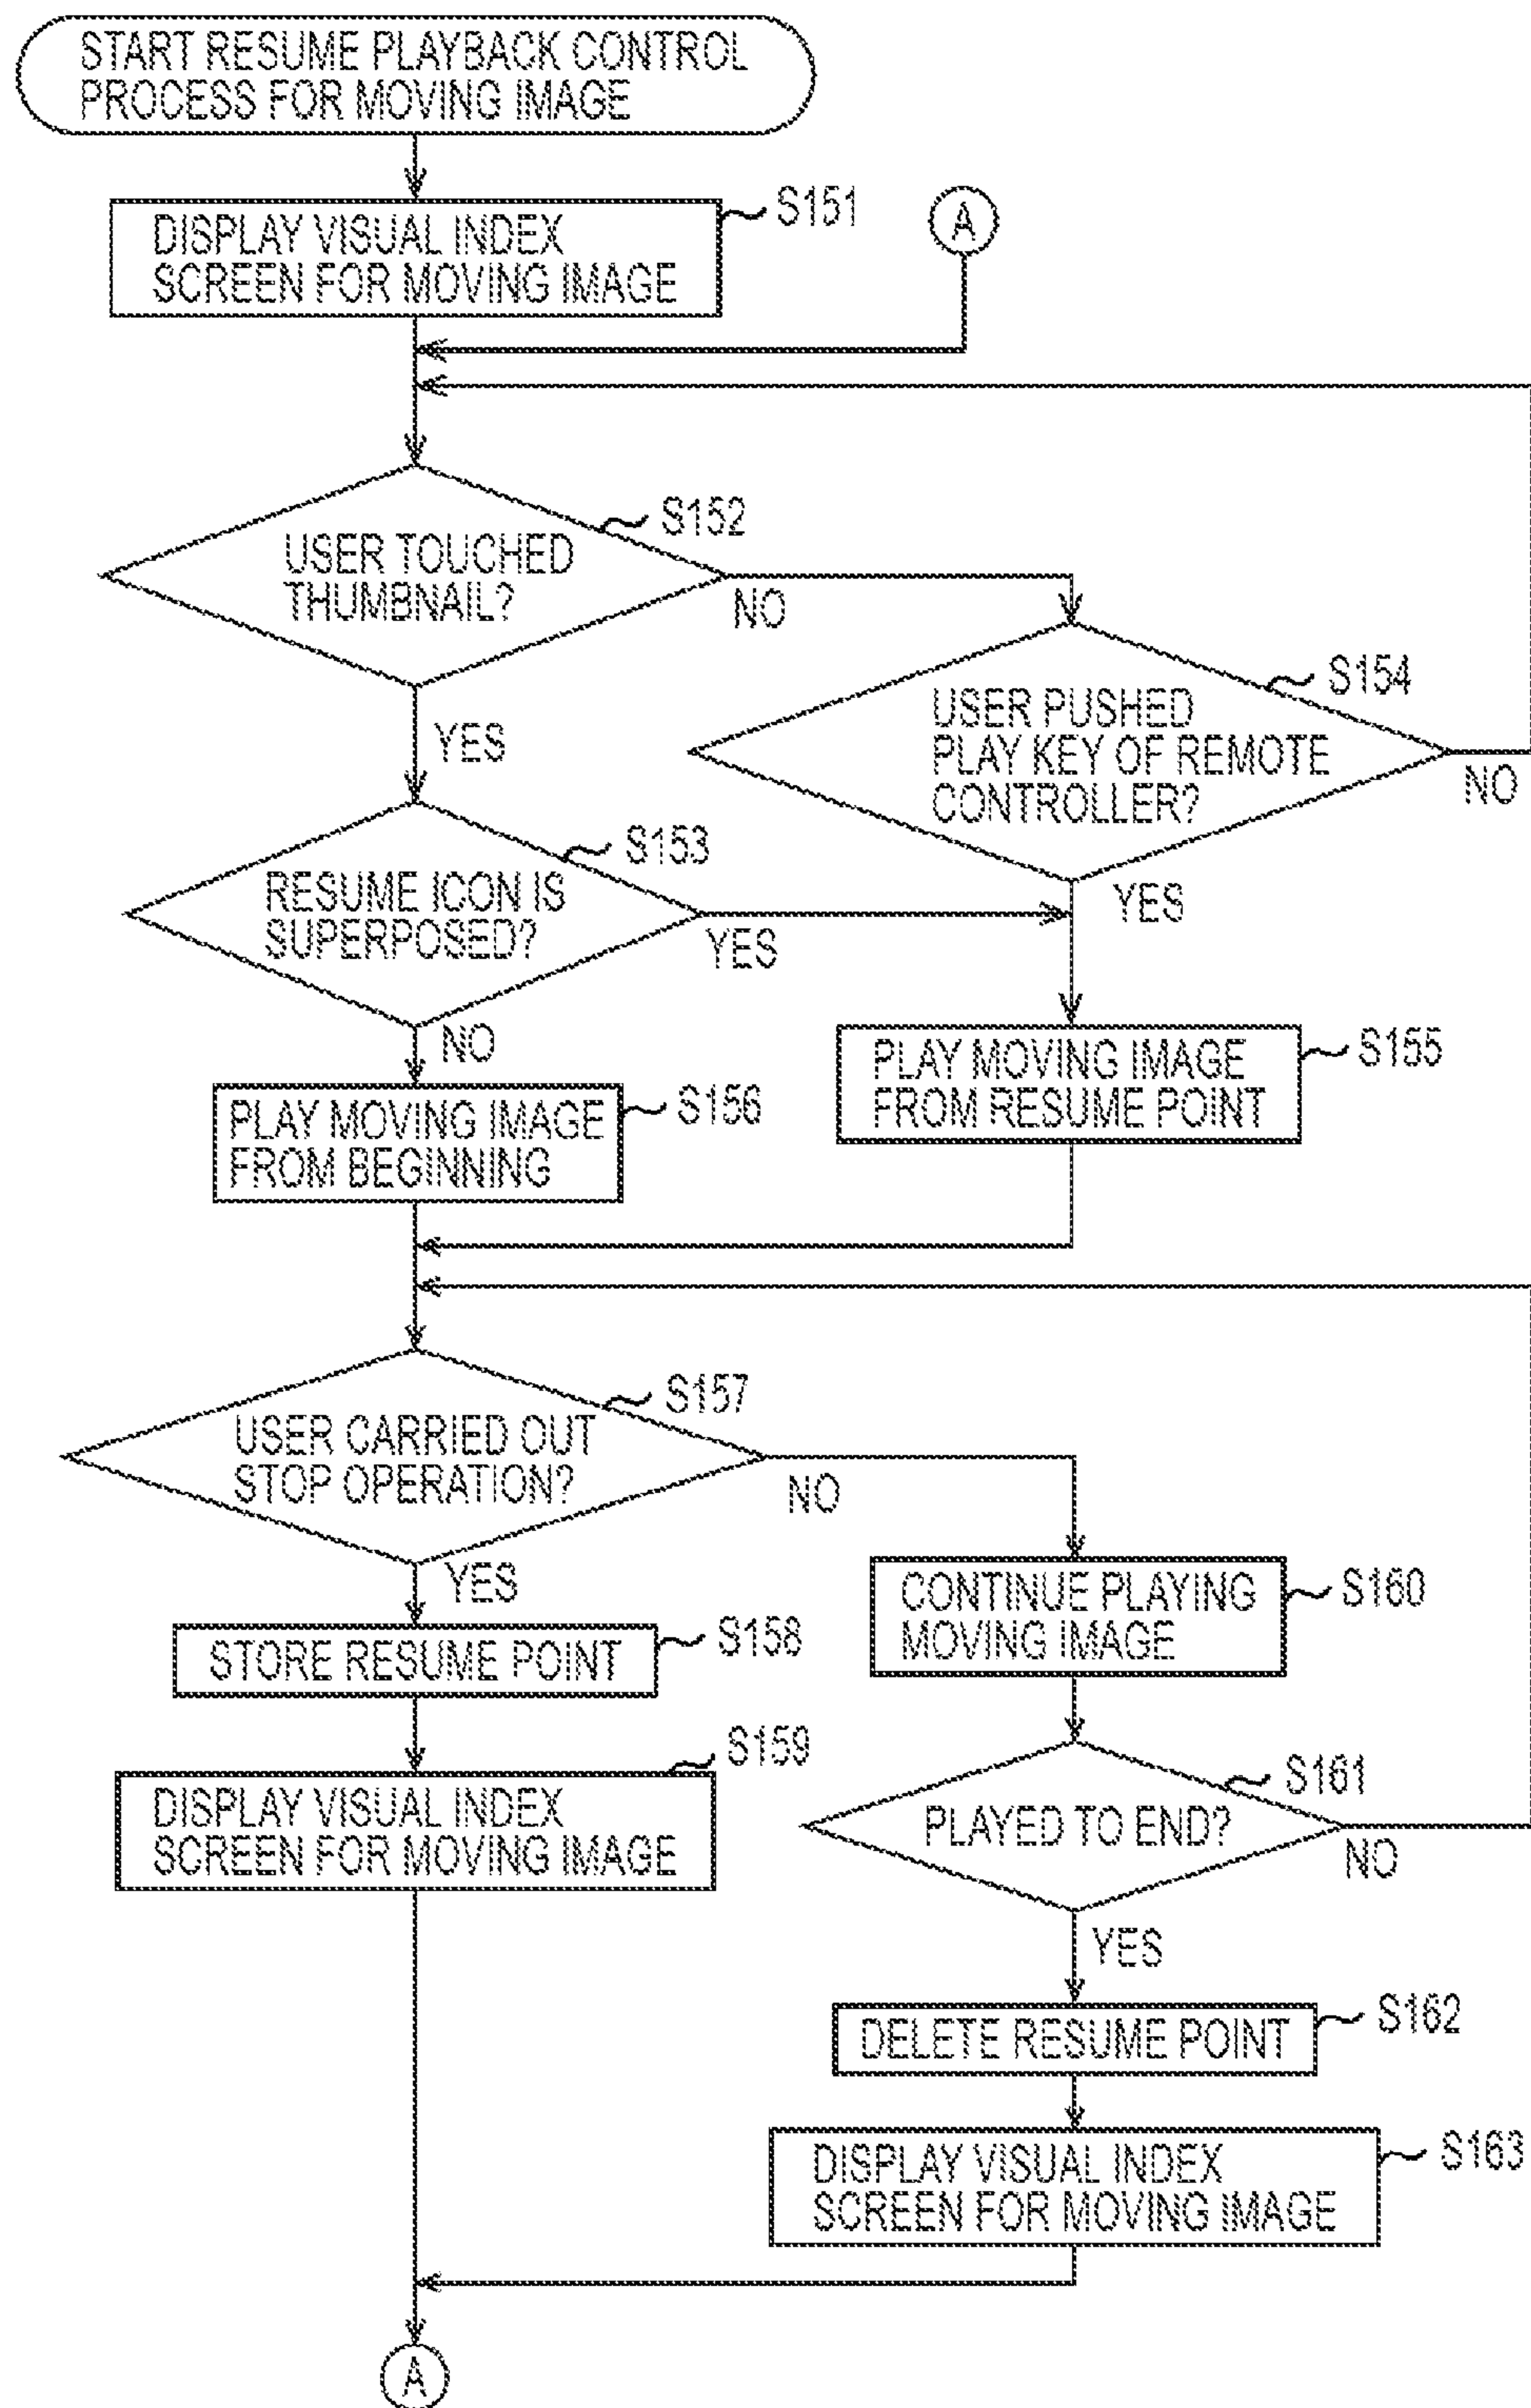 START RESUME PLAYBACK CONTROL
PROCESS FOR MOVING IMAGE
S151
A
DISPLAY VISUAL INDEX
SCREEN FOR MOVING IMAGE
S152
USER TOUCHED
THUMBNAIL?
NO
YES
S154
USER PUSHED
PLAY KEY OF REMOTE
CONTROLLER?
NO
YES
S153
RESUME ICON IS
SUPERPOSED?
YES
NO
S155
PLAY MOVING IMAGE
FROM RESUME POINT
S156
PLAY MOVING IMAGE
FROM BEGINNING
S157
USER CARRIED OUT
STOP OPERATION?
NO
YES
S160
CONTINUE PLAYING
MOVING IMAGE
S158
STORE RESUME POINT
S159
DISPLAY VISUAL INDEX
SCREEN FOR MOVING IMAGE
S161
PLAYED TO END?
NO
YES
S162
DELETE RESUME POINT
S163
DISPLAY VISUAL INDEX
SCREEN FOR MOVING IMAGE
A